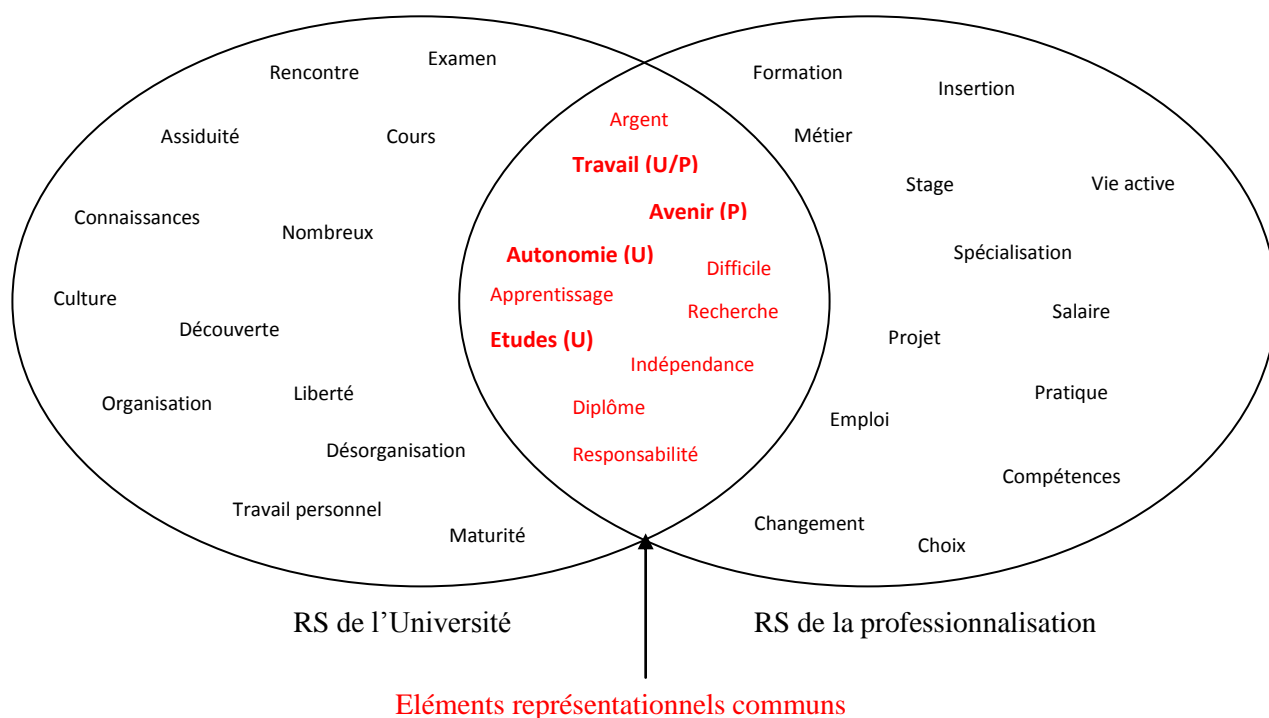 Rencontre
Examen
Assiduité
Cours
Connaissances
Nombreux
Culture
Découverte
Organisation
Liberté
Désorganisation
Travail personnel
Maturité
Argent
Travail (U/P)
Avenir (P)
Autonomie (U)
Difficile
Apprentissage
Recherche
Etudes (U)
Indépendance
Diplôme
Responsabilité
Formation
Insertion
Métier
Stage
Vie active
Spécialisation
Salaire
Projet
Pratique
Emploi
Compétences
Changement
Choix
RS de l’Université
RS de la professionnalisation
Eléments représentationnels communs